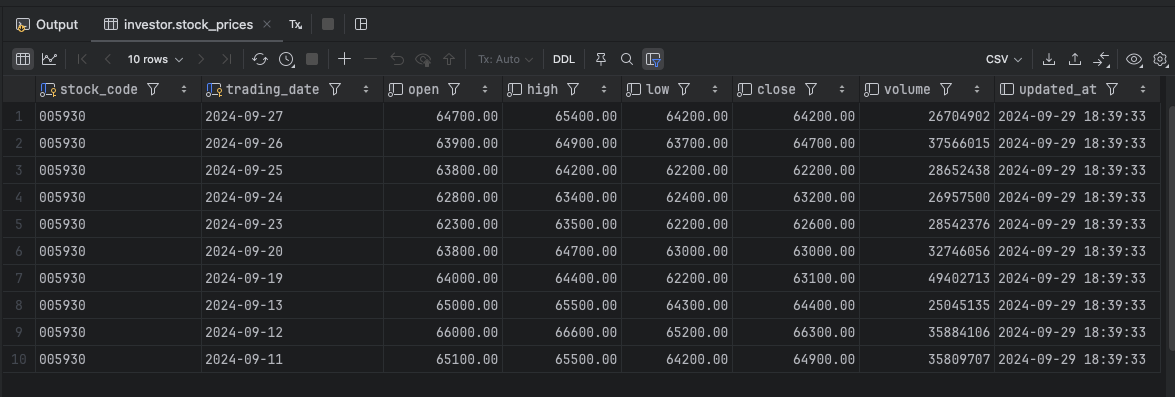 Output investor.stock_prices × Tx
10 rows Tx: Auto DDL CSV
stock_code trading_date open high low close volume updated_at
1 005930 2024-09-27 64700.00 65400.00 64200.00 64200.00 26704902 2024-09-29 18:39:33
2 005930 2024-09-26 63900.00 64900.00 63700.00 64700.00 37566015 2024-09-29 18:39:33
3 005930 2024-09-25 63800.00 64200.00 62200.00 62200.00 28652438 2024-09-29 18:39:33
4 005930 2024-09-24 62800.00 63400.00 62400.00 63200.00 26957500 2024-09-29 18:39:33
5 005930 2024-09-23 62300.00 63500.00 62200.00 62600.00 28542376 2024-09-29 18:39:33
6 005930 2024-09-20 63800.00 64700.00 63000.00 63000.00 32746056 2024-09-29 18:39:33
7 005930 2024-09-19 64000.00 64400.00 62200.00 63100.00 49402713 2024-09-29 18:39:33
8 005930 2024-09-13 65000.00 65500.00 64300.00 64400.00 25045135 2024-09-29 18:39:33
9 005930 2024-09-12 66000.00 66600.00 65200.00 66300.00 35884106 2024-09-29 18:39:33
10 005930 2024-09-11 65100.00 65500.00 64200.00 64900.00 35809707 2024-09-29 18:39:33